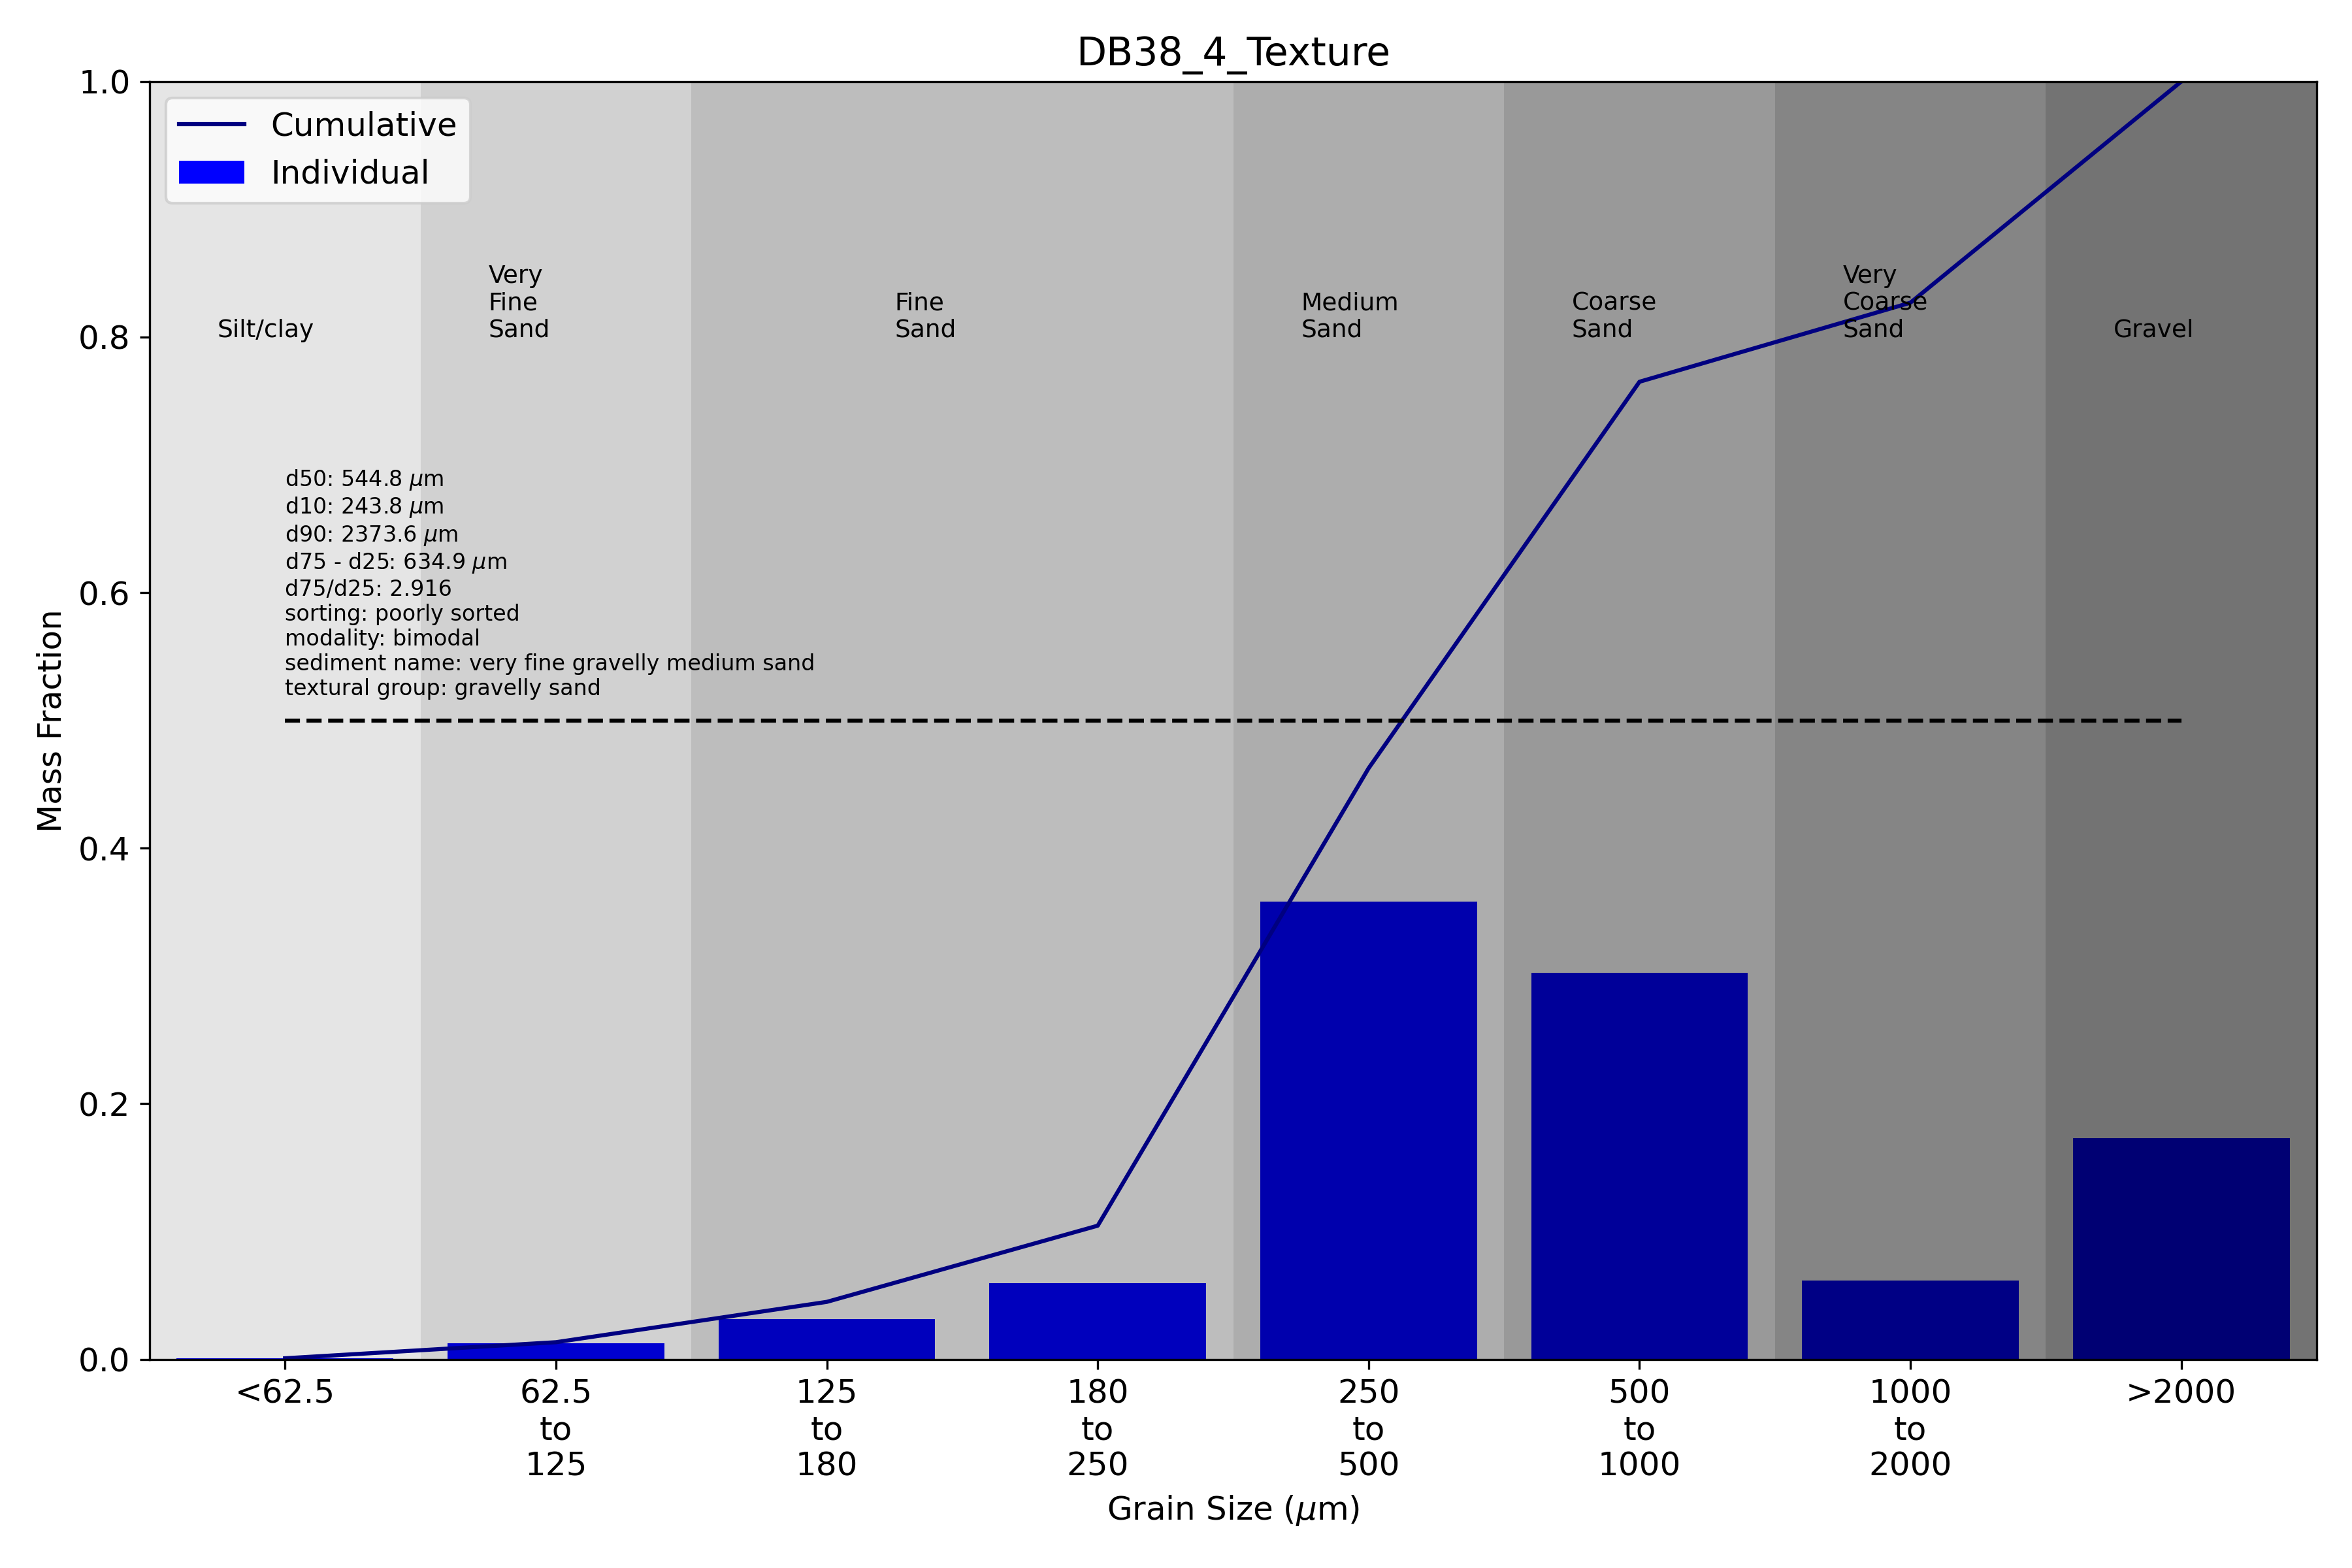 DB38_4_Texture
Cumulative
Individual
Silt/clay
Very
Fine
Sand
Fine
Sand
Medium
Sand
Coarse
Sand
Very
Coarse
Sand
Gravel
d50: 544.8 μm
d10: 243.8 μm
d90: 2373.6 μm
d75 - d25: 634.9 μm
d75/d25: 2.916
sorting: poorly sorted
modality: bimodal
sediment name: very fine gravelly medium sand
textural group: gravelly sand
Mass Fraction
1.0
0.8
0.6
0.4
0.2
0.0
<62.5
62.5
to
125
125
to
180
180
to
250
250
to
500
500
to
1000
1000
to
2000
>2000
Grain Size (μm)